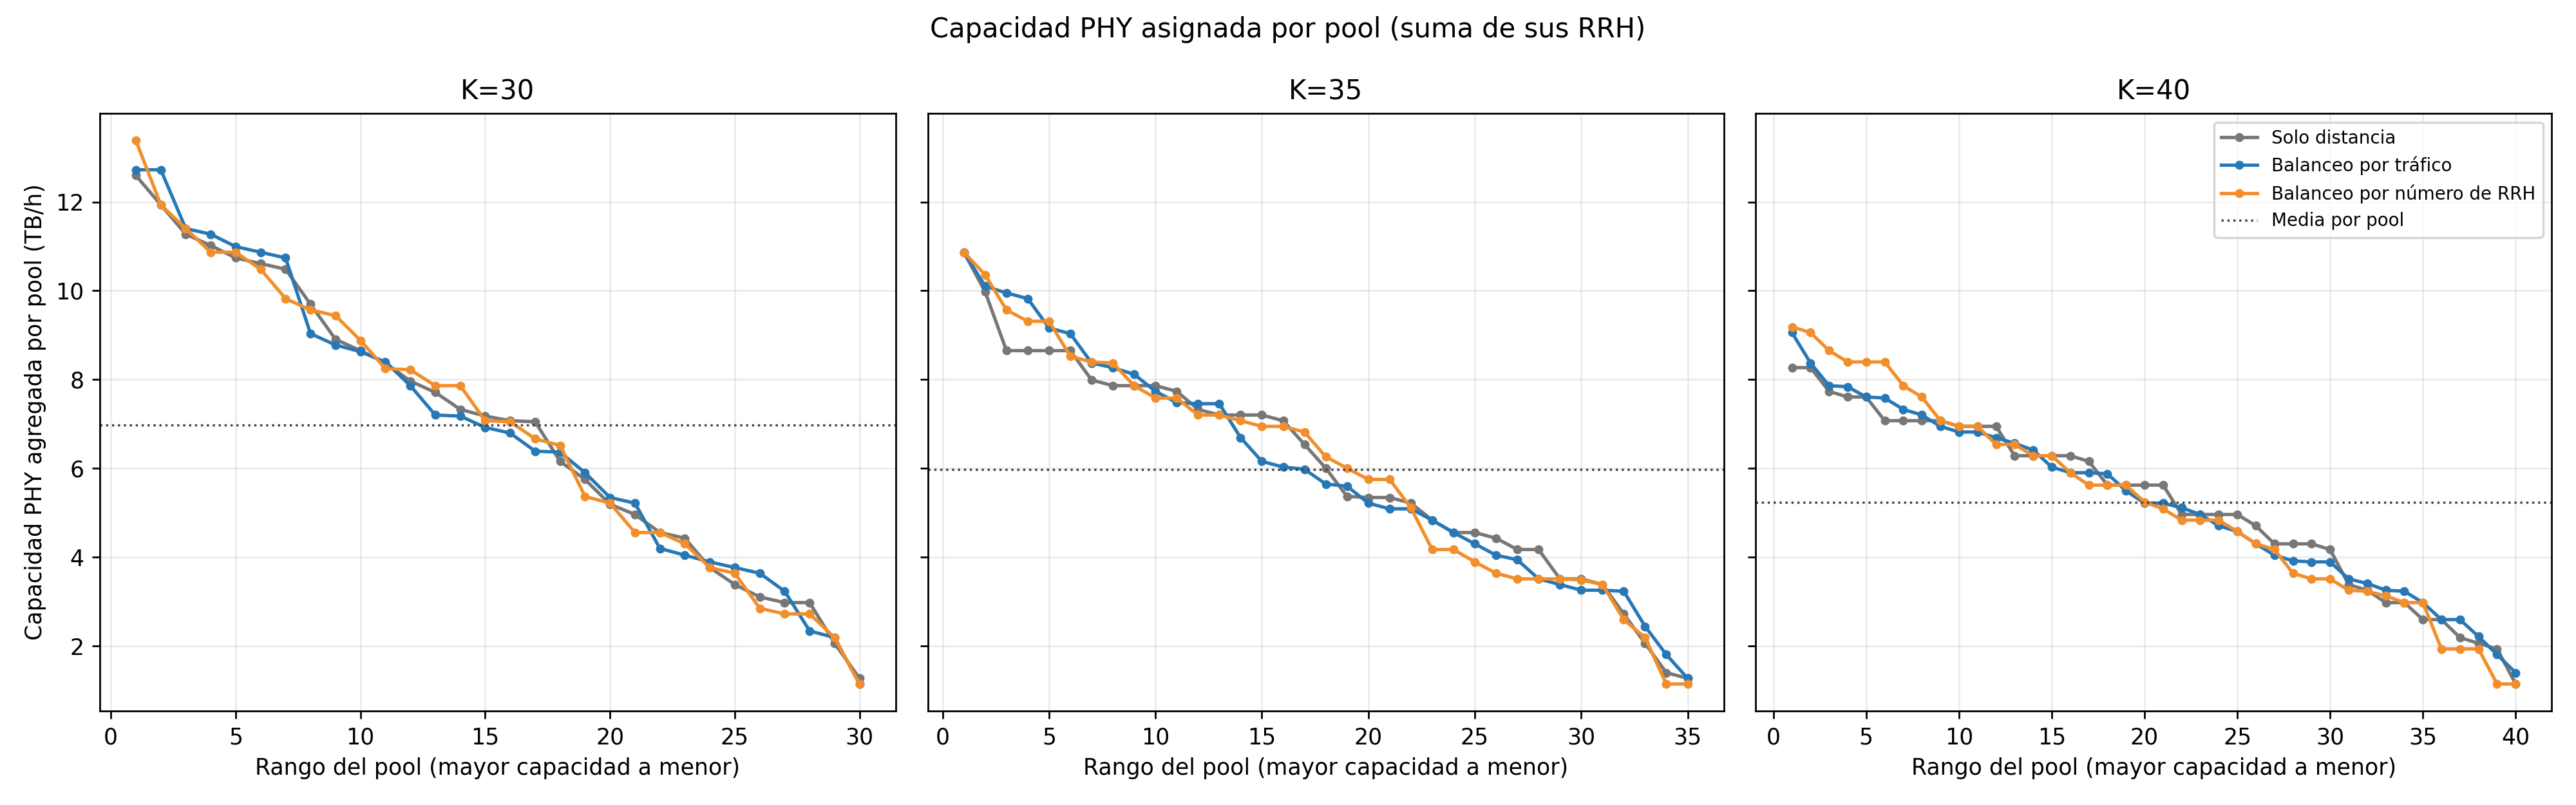 Capacidad PHY asignada por pool (suma de sus RRH)
K=30
K=35
K=40
Capacidad PHY agregada por pool (TB/h)
12
10
8
6
4
2
Solo distancia
Balanceo por tráfico
Balanceo por número de RRH
Media por pool
0 5 10 15 20 25 30
0 5 10 15 20 25 30 35
0 5 10 15 20 25 30 35 40
Rango del pool (mayor capacidad a menor)
Rango del pool (mayor capacidad a menor)
Rango del pool (mayor capacidad a menor)